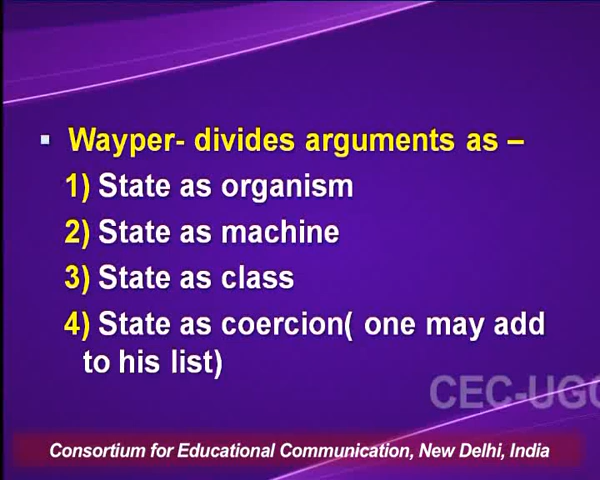 ▪ Wayper- divides arguments as –
1) State as organism
2) State as machine
3) State as class
4) State as coercion( one may add
to his list)
CEC-UGC
Consortium for Educational Communication, New Delhi, India